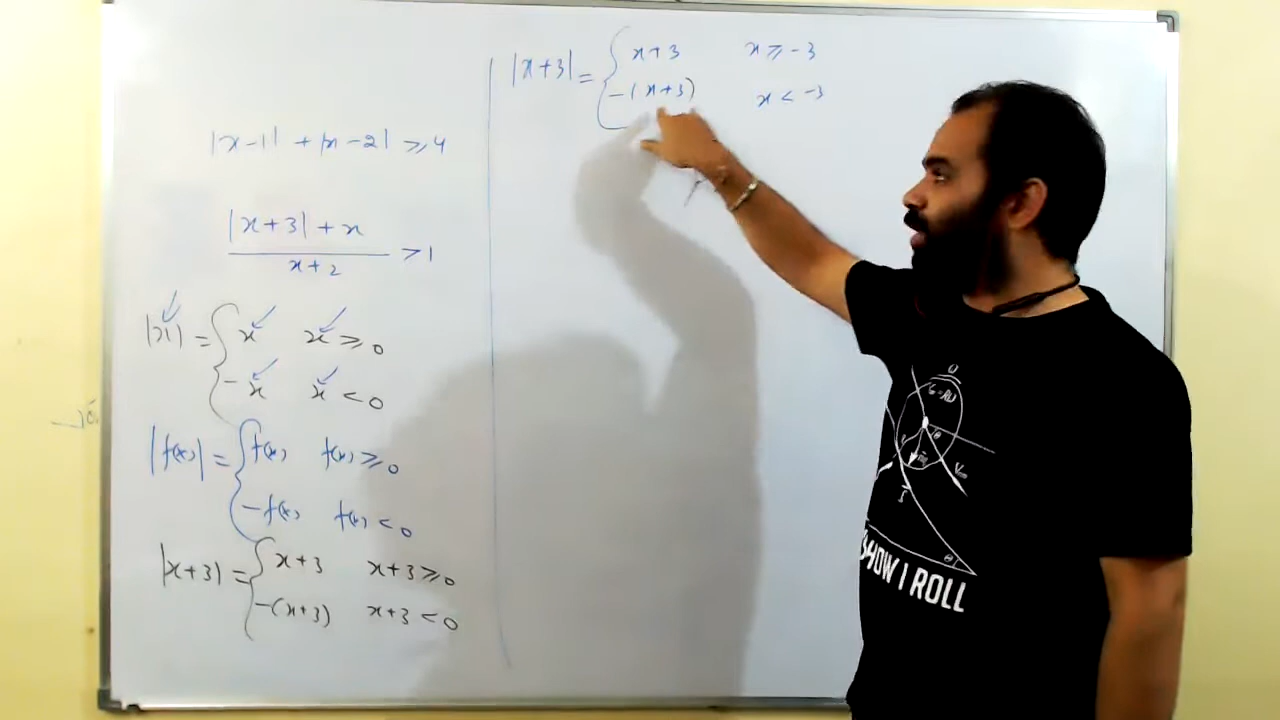 |x-1| + |x-2| ≥ 4
|x+3| + x
x+2
> 1
|x| = { x x ≥ 0
-x x < 0
|f(x)| = { f(x) f(x) ≥ 0
-f(x) f(x) < 0
|x+3| = { x+3 x+3 ≥ 0
-(x+3) x+3 < 0
|x+3| = { x+3 x ≥ -3
-(x+3) x < -3
SHOW I ROLL